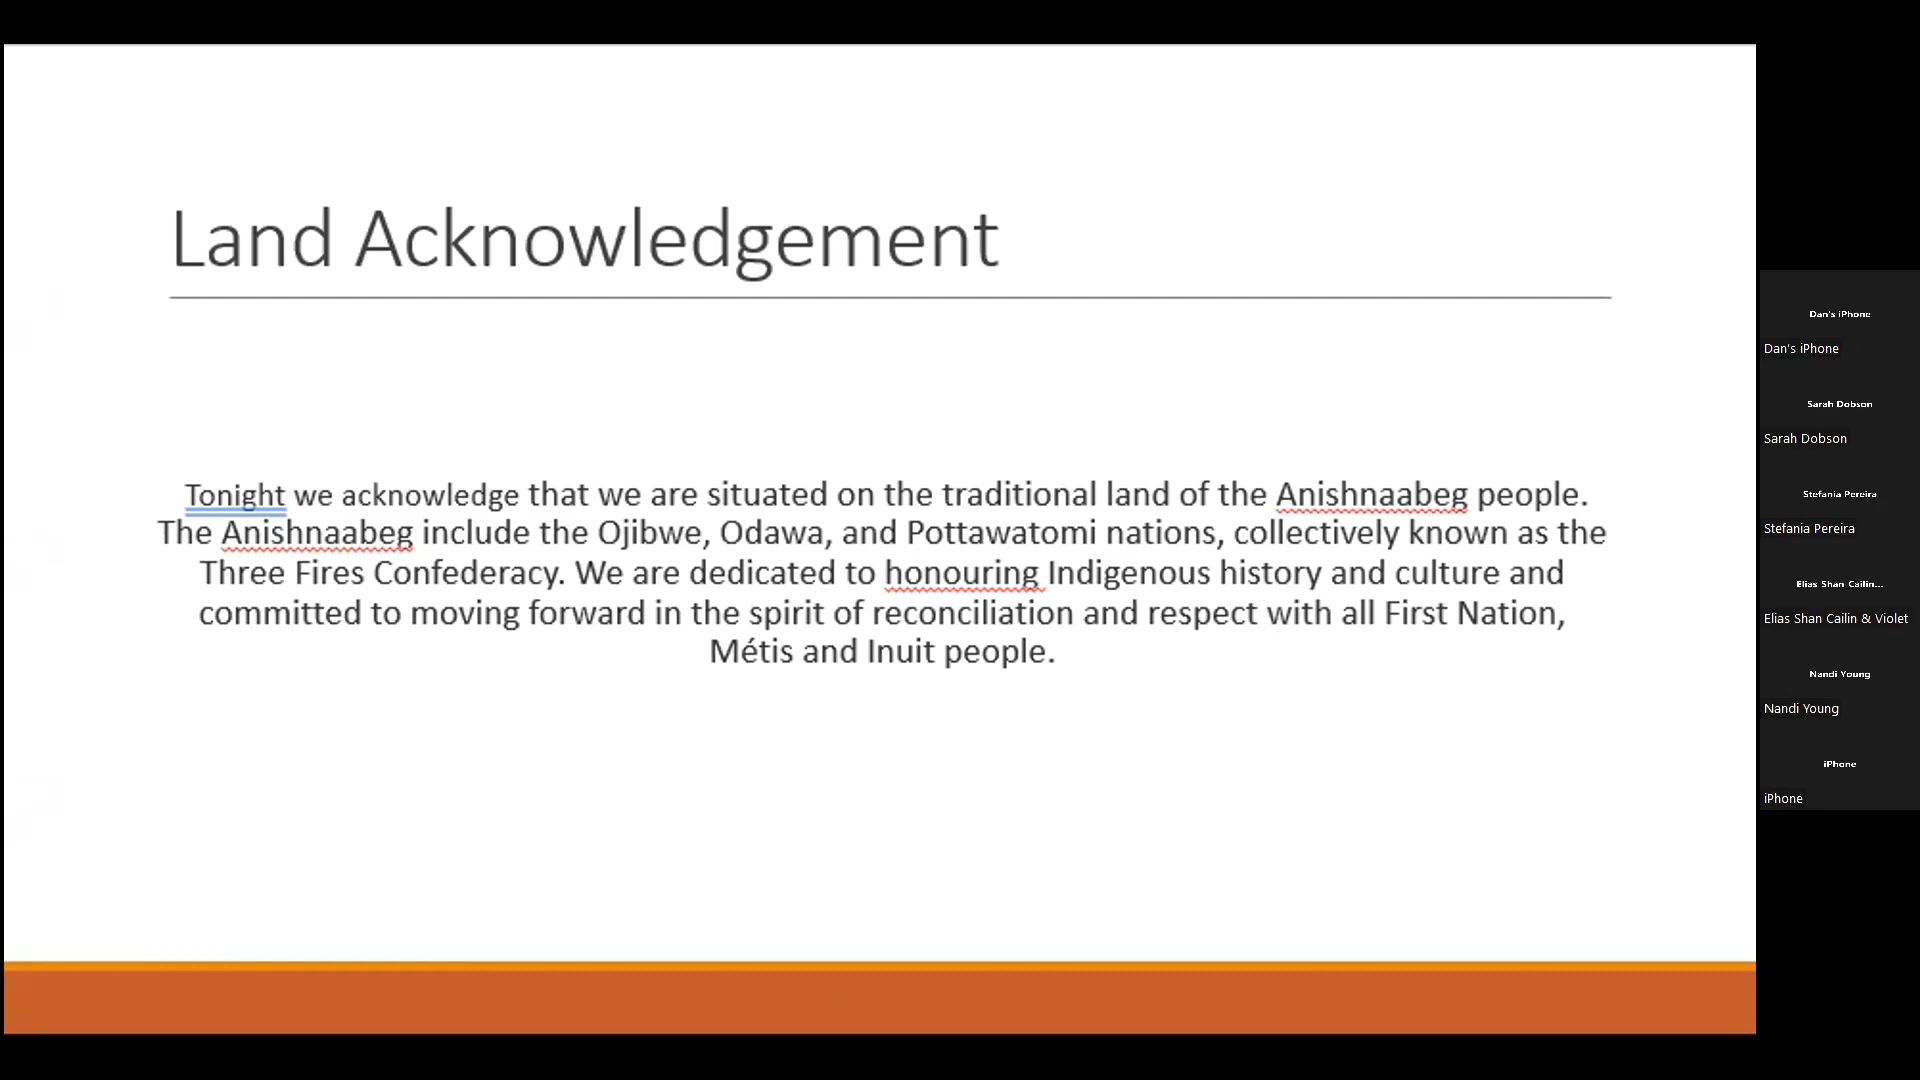 Land Acknowledgement
Tonight we acknowledge that we are situated on the traditional land of the Anishnaabeg people.
The Anishnaabeg include the Ojibwe, Odawa, and Pottawatomi nations, collectively known as the
Three Fires Confederacy. We are dedicated to honouring Indigenous history and culture and
committed to moving forward in the spirit of reconciliation and respect with all First Nation,
Métis and Inuit people.
Dan's iPhone
Dan's iPhone
Sarah Dobson
Sarah Dobson
Stefania Pereira
Stefania Pereira
Elias Shan Cailin...
Elias Shan Cailin & Violet
Nandi Young
Nandi Young
iPhone
iPhone